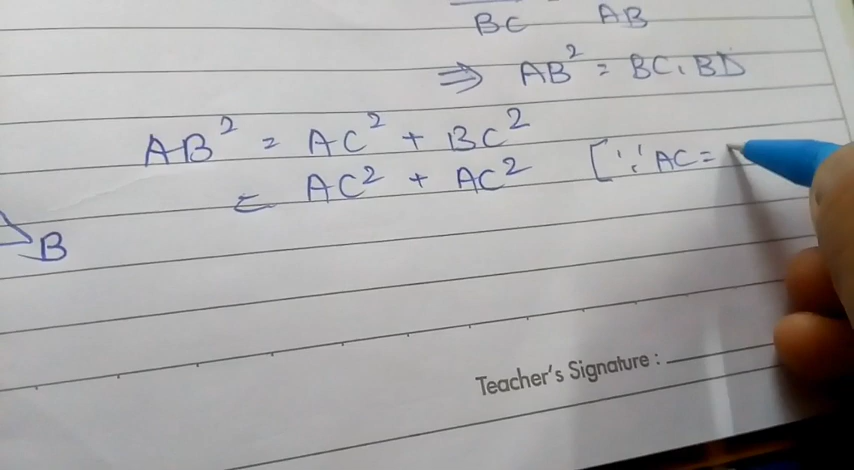 BC AB
⇒ AB² = BC. BD
AB² = AC² + BC²
= AC² + AC² [∵ AC =
B
Teacher's Signature :